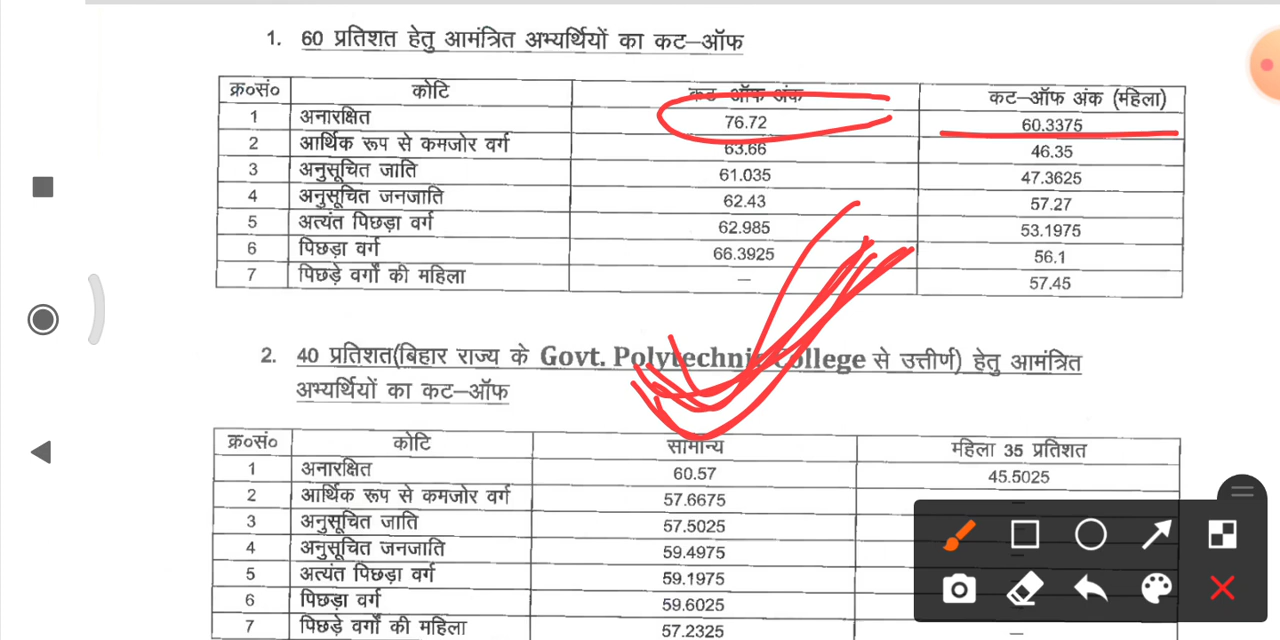 1. 60 प्रतिशत हेतु आमंत्रित अभ्यर्थियों का कट–ऑफ
क्र०सं० कोटि कट–ऑफ अंक कट–ऑफ अंक (महिला)
1 अनारक्षित 76.72 60.3375
2 आर्थिक रूप से कमजोर वर्ग 63.66 46.35
3 अनुसूचित जाति 61.035 47.3625
4 अनुसूचित जनजाति 62.43 57.27
5 अत्यंत पिछड़ा वर्ग 62.985 53.1975
6 पिछड़ा वर्ग 66.3925 56.1
7 पिछड़े वर्गो की महिला – 57.45
2. 40 प्रतिशत(बिहार राज्य के Govt. Polytechnic College से उत्तीर्ण) हेतु आमंत्रित
अभ्यर्थियों का कट–ऑफ
क्र०सं० कोटि सामान्य महिला 35 प्रतिशत
1 अनारक्षित 60.57 45.5025
2 आर्थिक रूप से कमजोर वर्ग 57.6675 –
3 अनुसूचित जाति 57.5025
4 अनुसूचित जनजाति 59.4975
5 अत्यंत पिछड़ा वर्ग 59.1975
6 पिछड़ा वर्ग 59.6025
7 पिछड़े वर्गो की महिला 57.2325 –